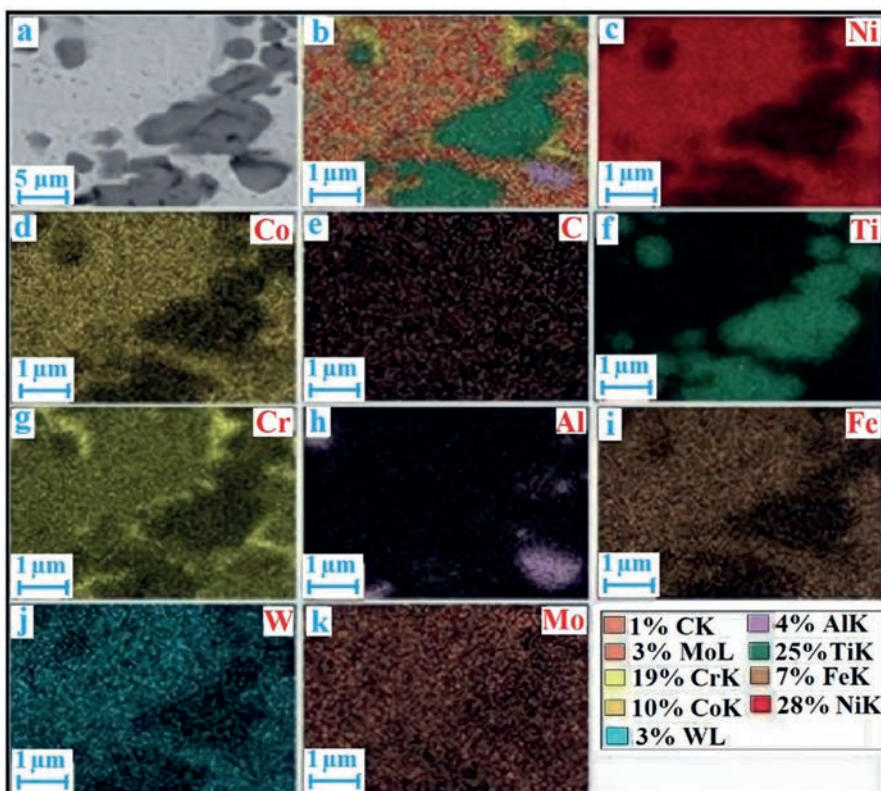 a b c Ni
5 µm 1 µm 1 µm
d Co e C f Ti
1 µm 1 µm 1 µm
g Cr h Al i Fe
1 µm 1 µm 1 µm
j W k Mo
1 µm 1 µm
1% CK 4% AlK
3% MoL 25%TiK
19% CrK 7% FeK
10% CoK 28% NiK
3% WL